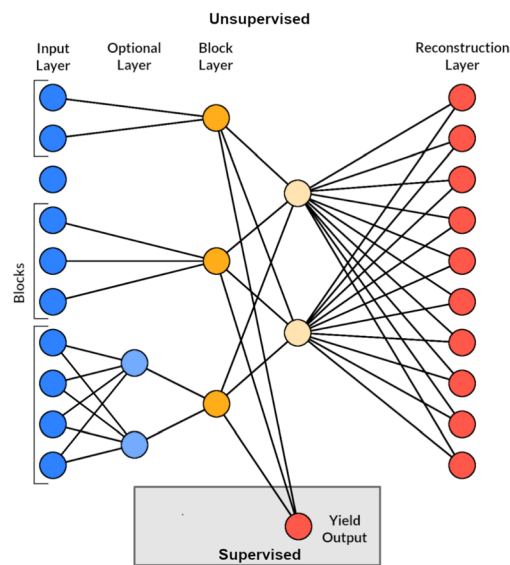 Unsupervised
Input
Layer
Optional
Layer
Block
Layer
Reconstruction
Layer
Blocks
Yield
Output
Supervised